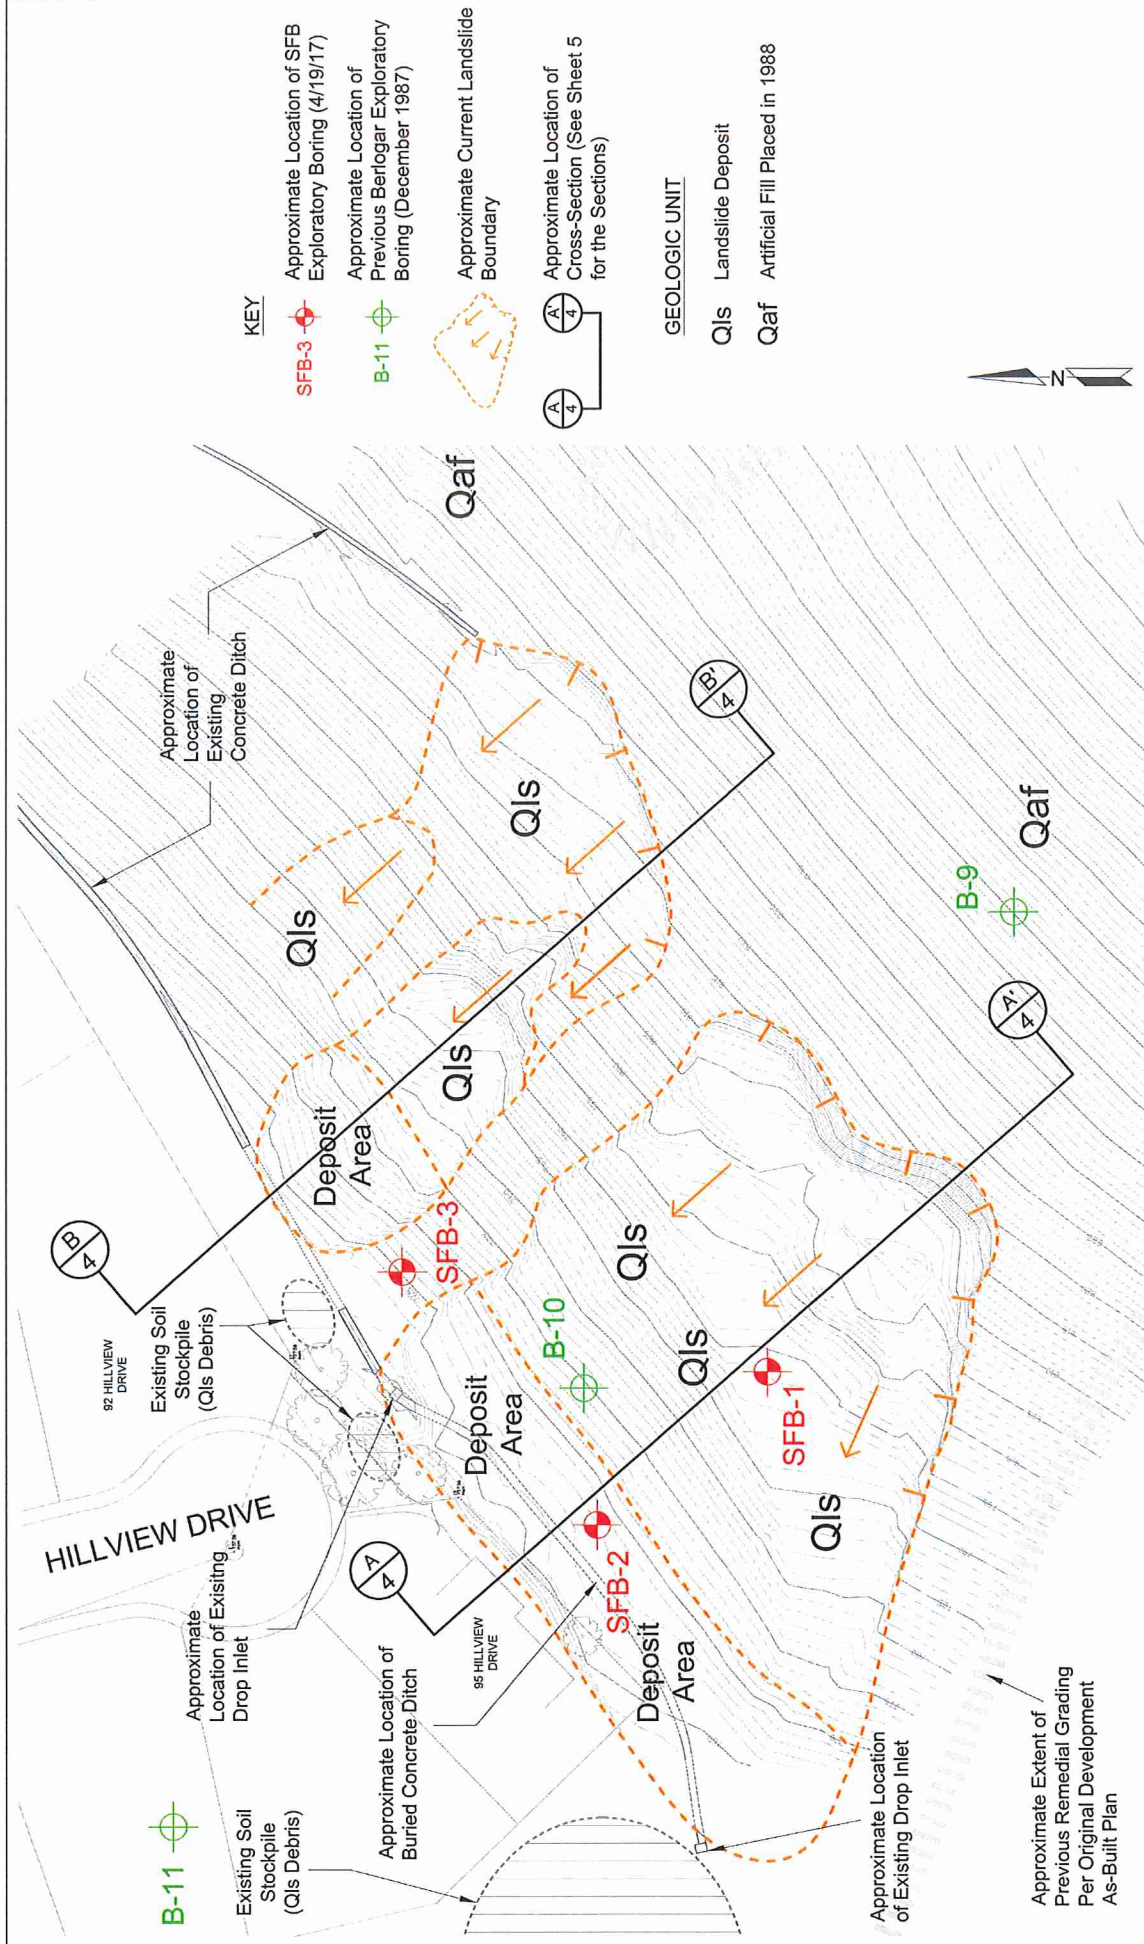 KEY
SFB-3
Approximate Location of SFB
Exploratory Boring (4/19/17)
B-11
Approximate Location of
Previous Berlogar Exploratory
Boring (December 1987)
Approximate Current Landslide
Boundary
A
4
A'
4
Approximate Location of
Cross-Section (See Sheet 5
for the Sections)
GEOLOGIC UNIT
Qls Landslide Deposit
Qaf Artificial Fill Placed in 1988
N
B-11
Existing Soil
Stockpile
(Qls Debris)
Approximate
Location of Exisitng
Drop Inlet
HILLVIEW DRIVE
92 HILLVIEW
DRIVE
Existing Soil
Stockpile
(Qls Debris)
B
4
Approximate
Location of
Existing
Concrete Ditch
Approximate Location of
Buried Concrete Ditch
95 HILLVIEW
DRIVE
A
4
Deposit
Area
SFB-3
Deposit
Area
Qls
Qls
Qls
Qaf
SFB-2
Deposit
Area
B-10
Qls
Qls
SFB-1
Qls
B'
4
A'
4
B-9
Qaf
Approximate Location
of Existing Drop Inlet
Approximate Extent of
Previous Remedial Grading
Per Original Development
As-Built Plan